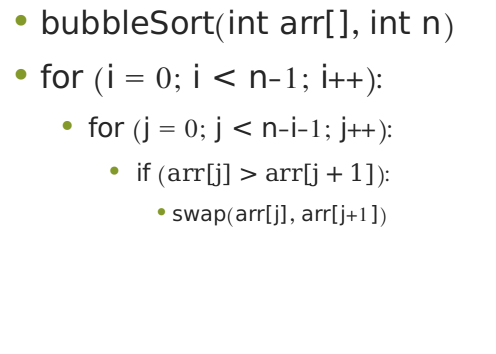 • bubbleSort(int arr[], int n)
• for (i = 0; i < n–1; i++):
• for (j = 0; j < n–i–1; j++):
• if (arr[j] > arr[j + 1]):
• swap(arr[j], arr[j+1])